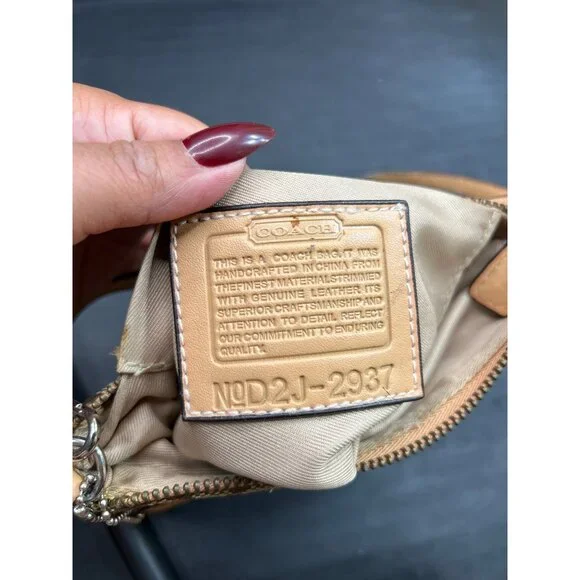 COACH
THIS IS A COACH BAG. IT WAS
HANDCRAFTED IN CHINA FROM
THE FINEST MATERIALS TRIMMED
WITH GENUINE LEATHER. ITS
SUPERIOR CRAFTSMANSHIP AND
ATTENTION TO DETAIL REFLECT
OUR COMMITMENT TO ENDURING
QUALITY.
No D2J-2937